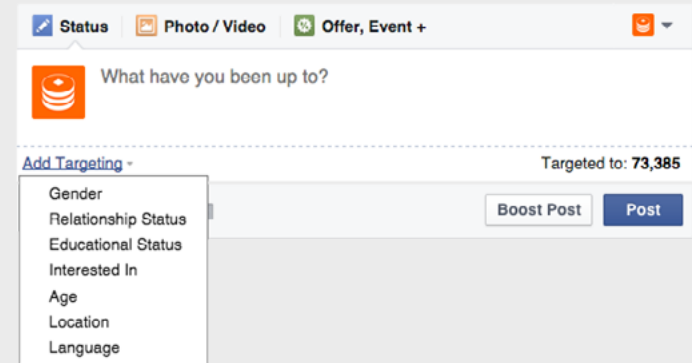 Status Photo / Video Offer, Event +
What have you been up to?
Add Targeting Targeted to: 73,385
Gender
Relationship Status
Boost Post Post
Educational Status
Interested In
Age
Location
Language